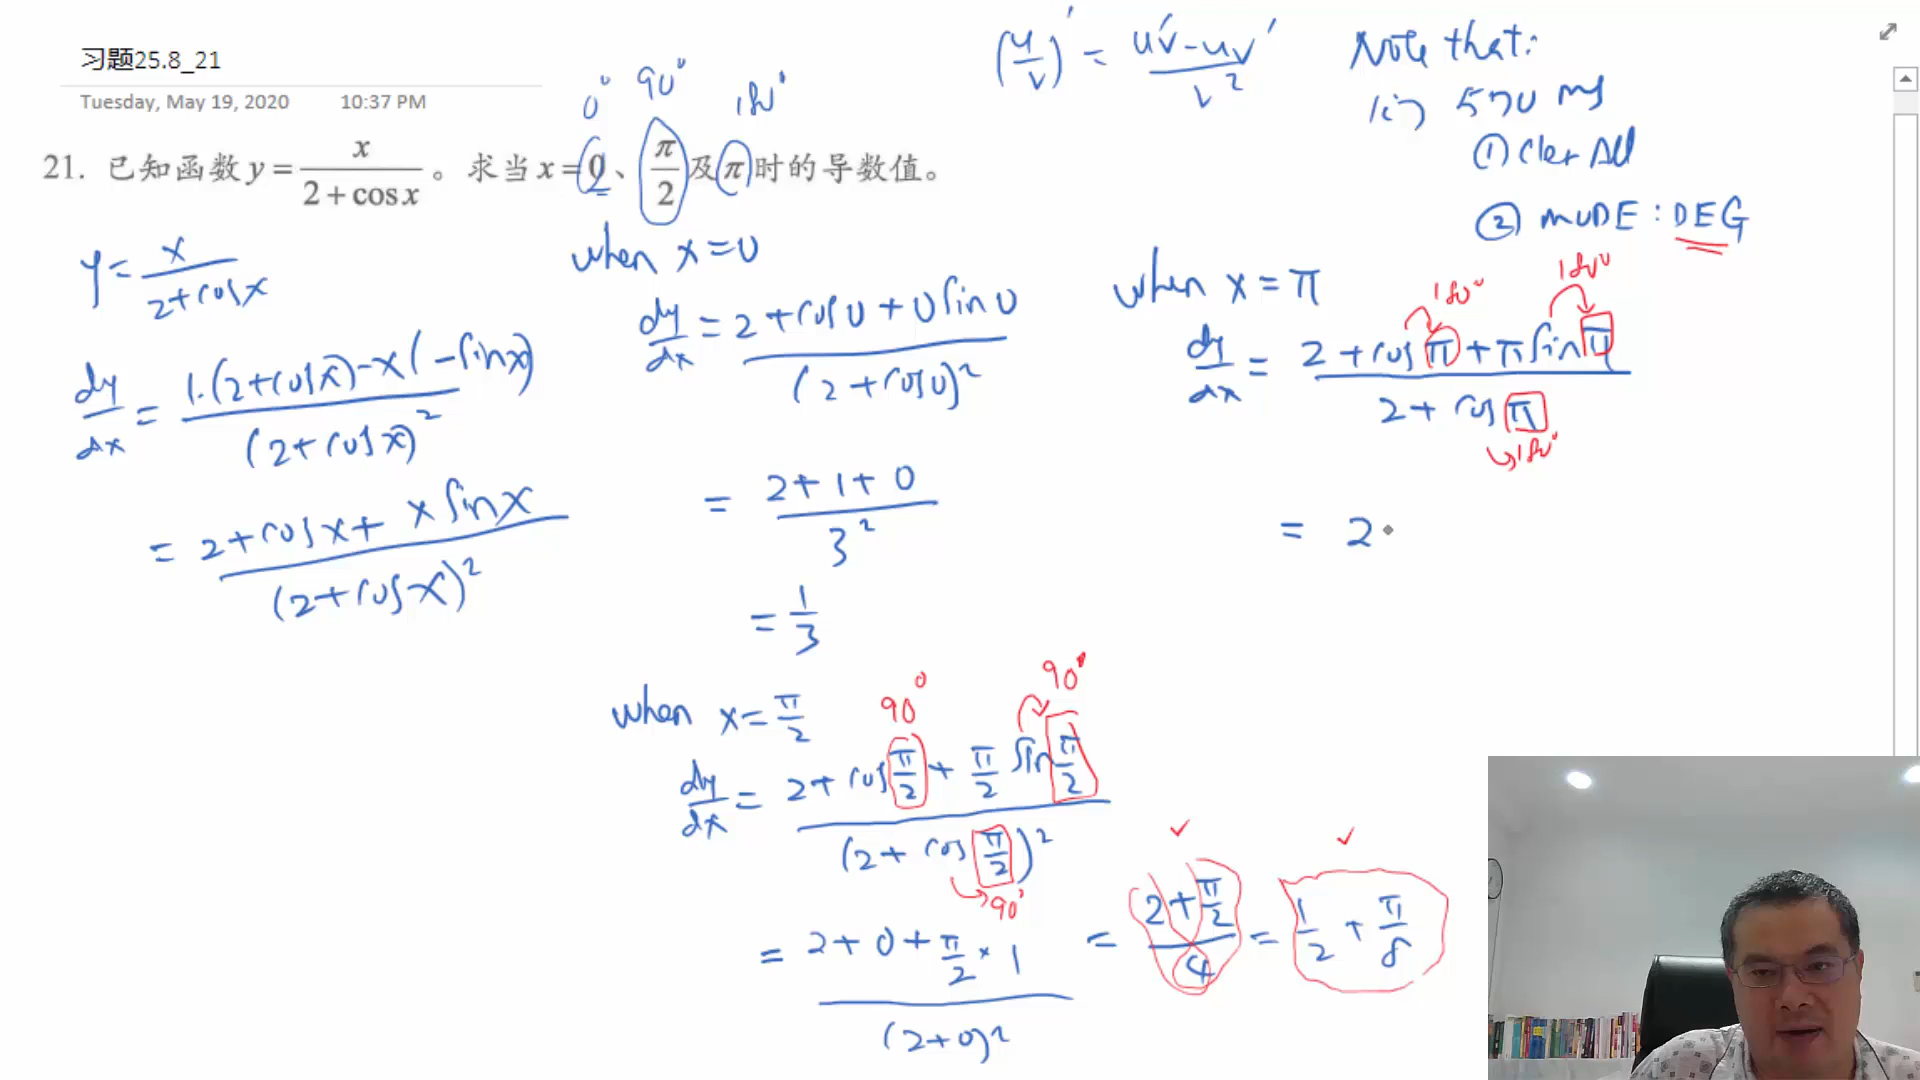 习题25.8_21
Tuesday, May 19, 2020 10:37 PM
0° 90° 180°
21. 已知函数 y = x / (2 + cos x) 。求当 x = 0、π/2 及 π 时的导数值。
y = x / (2 + cos x)
dy/dx = (1·(2 + cos x) - x(-sin x)) / (2 + cos x)²
= (2 + cos x + x sin x) / (2 + cos x)²
when x = 0
dy/dx = (2 + cos 0 + 0 sin 0) / (2 + cos 0)²
= (2 + 1 + 0) / 3²
= 1/3
when x = π/2
90° 90°
dy/dx = (2 + cos π/2 + π/2 sin π/2) / (2 + cos π/2)²
90°
= (2 + 0 + π/2 × 1) / (2 + 0)² = (2 + π/2) / 4 = 1/2 + π/8
(u/v)' = (u'v - uv') / v²
Note that:
(i) 570 ms
① Cler All
② MODE : DEG
when x = π
180° 180°
dy/dx = (2 + cos π + π sin π) / (2 + cos π)
180°
= 2